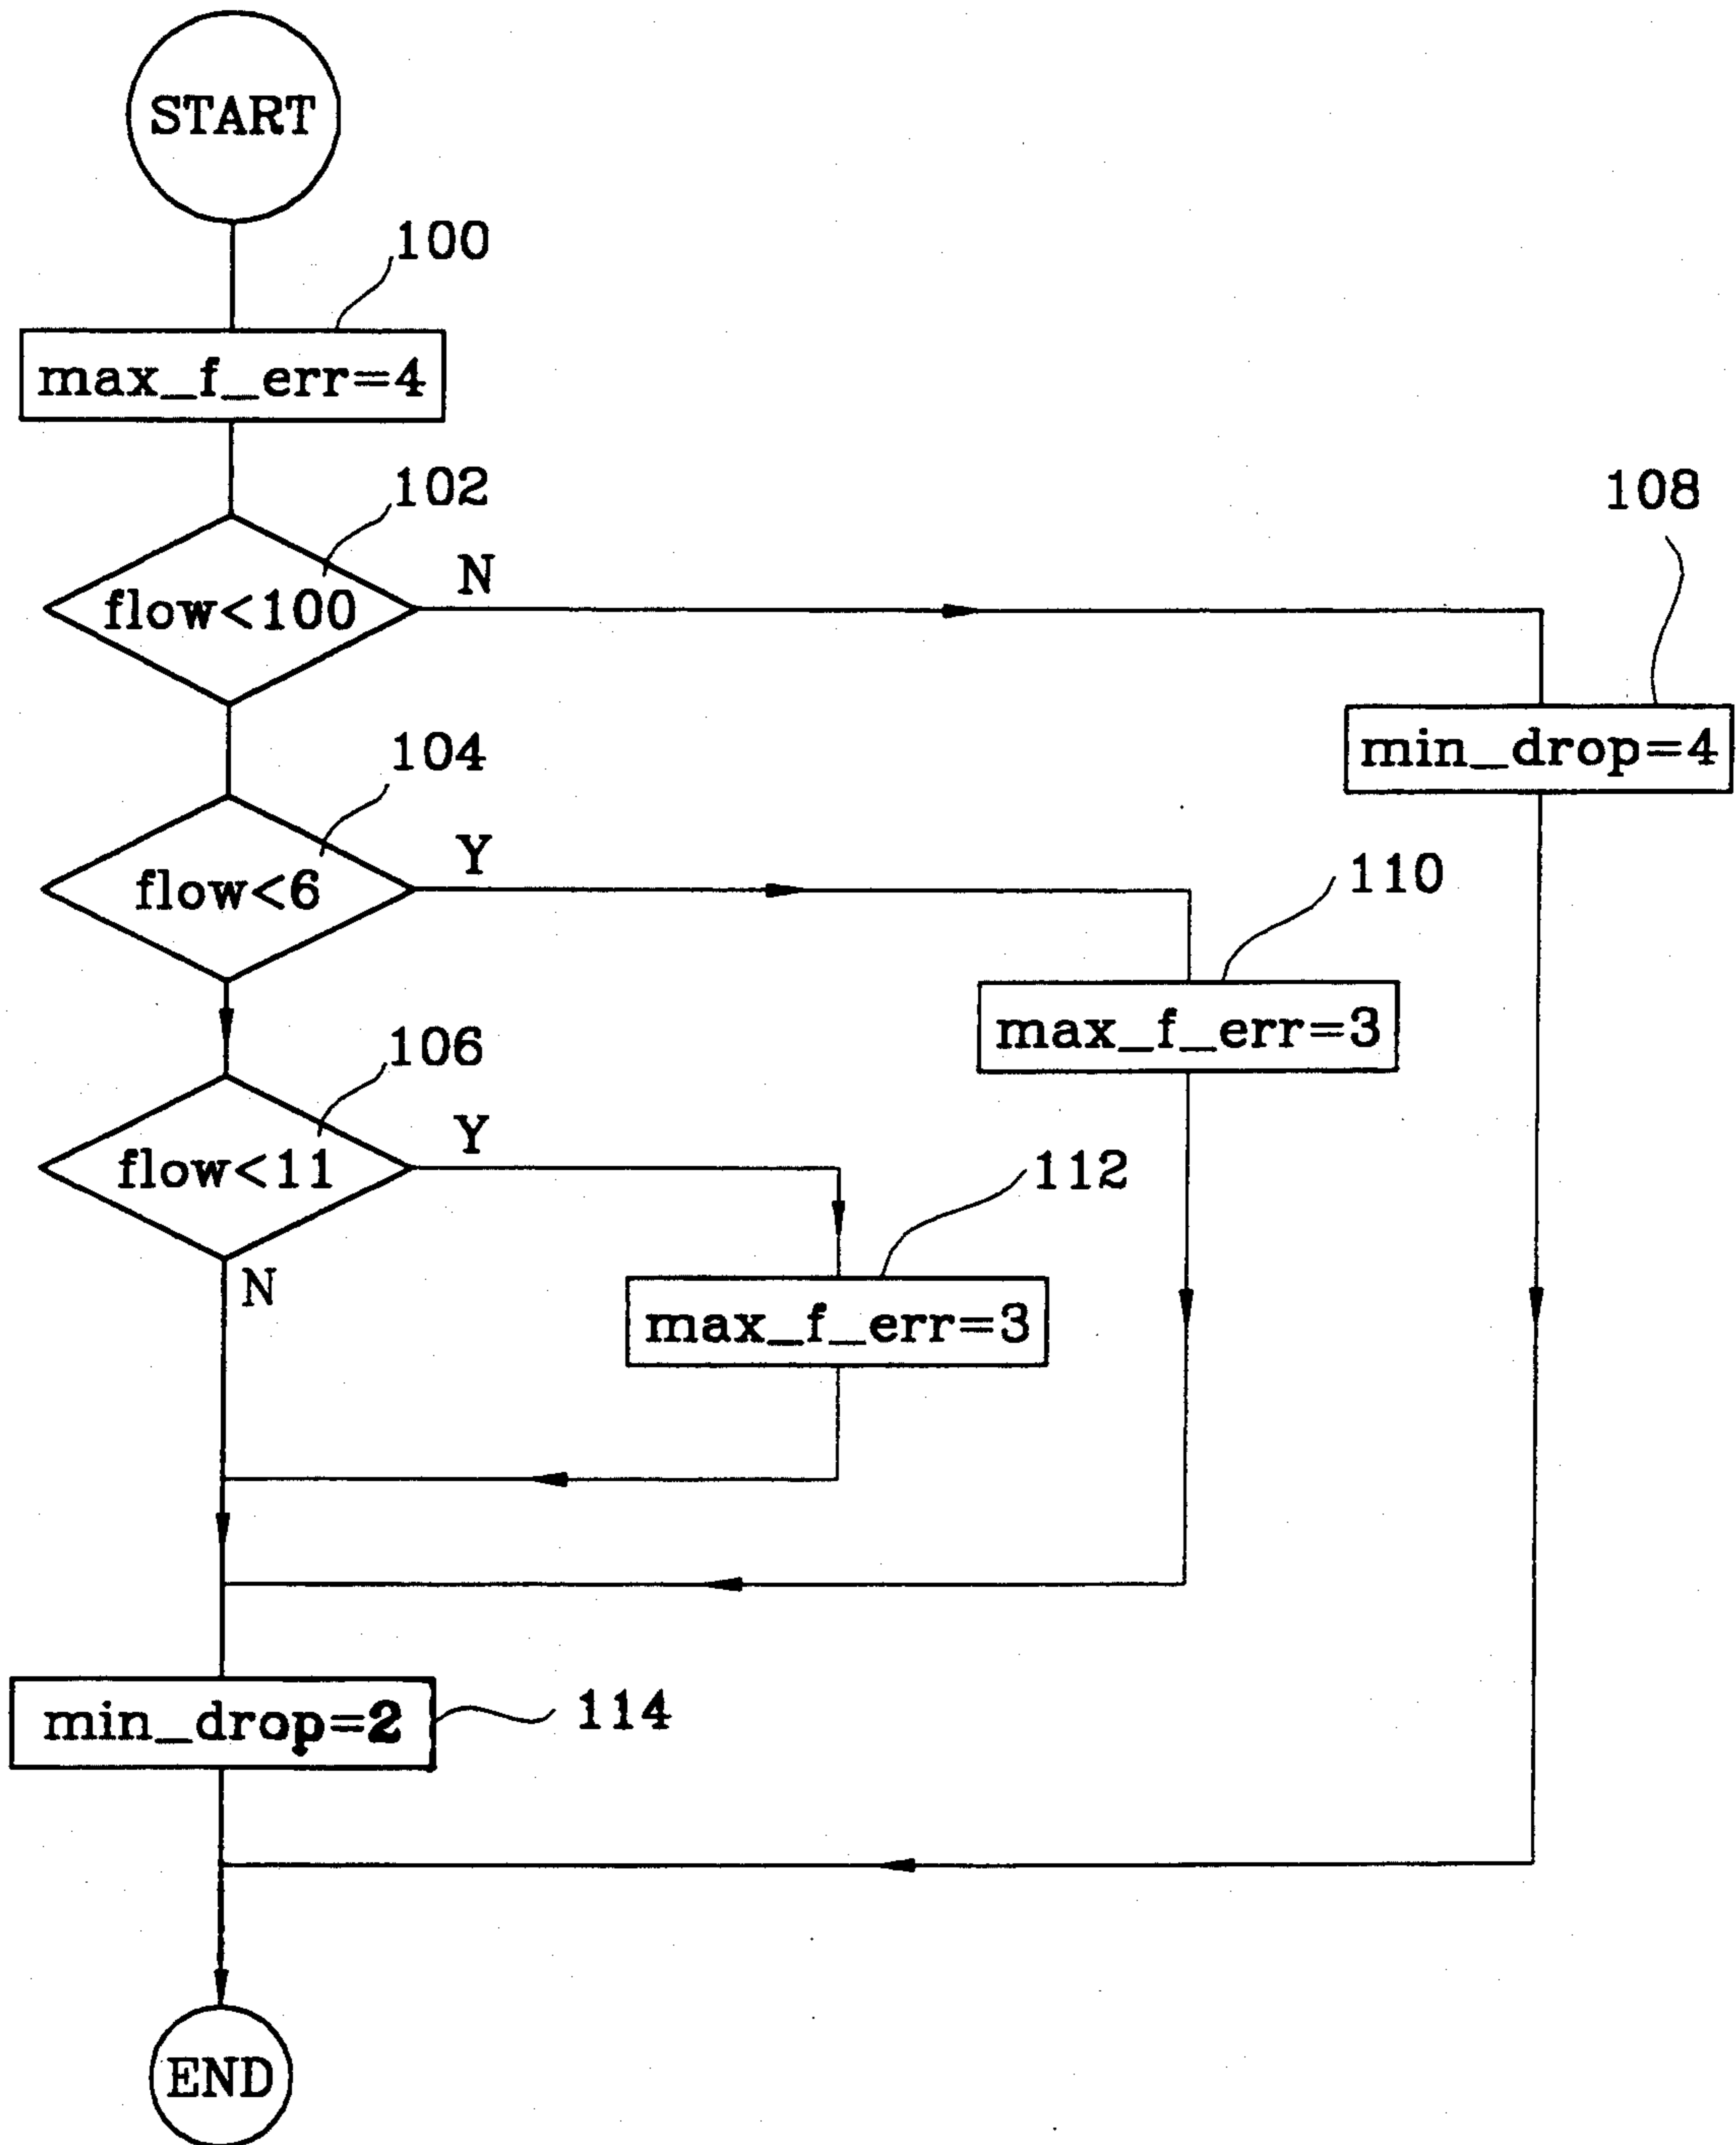 START
100
max_f_err=4
102
108
flow<100
N
min_drop=4
104
flow<6
Y
110
max_f_err=3
106
flow<11
Y
112
N
max_f_err=3
min_drop=2
114
END